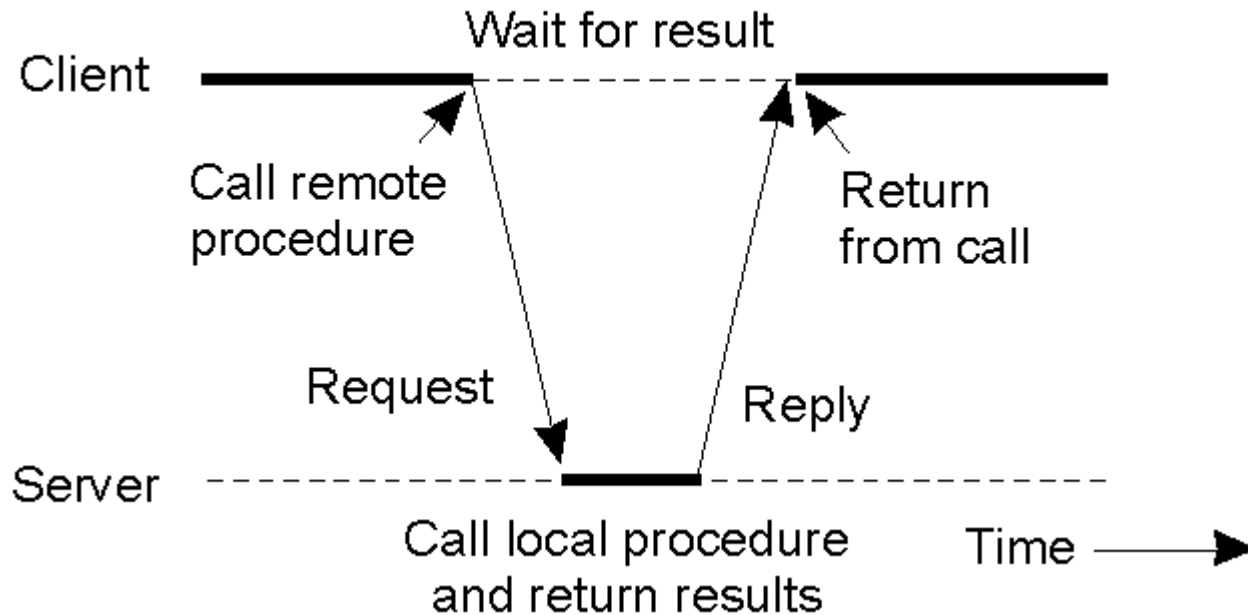 Wait for result
Client
Call remote
procedure
Return
from call
Request
Reply
Server
Call local procedure
and return results
Time